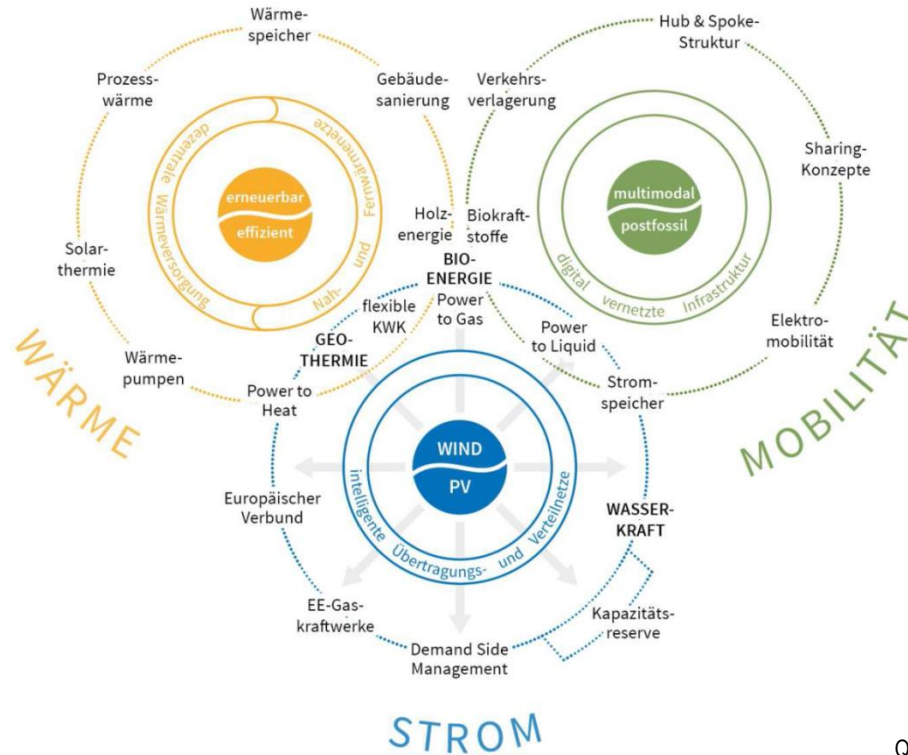 Wärme-
speicher
Prozess-
wärme
Gebäude-
sanierung
Solar-
thermie
Wärme-
pumpen
Holz-
energie
dezentrale Wärmeversorgung
Nah- und Fernwärmenetze
erneuerbar
effizient
WÄRME
Hub & Spoke-
Struktur
Verkehrs-
verlagerung
Sharing-
Konzepte
Elektro-
mobilität
Biokraft-
stoffe
multimodal
postfossil
digital vernetzte Infrastruktur
MOBILITÄT
BIO-
ENERGIE
Power
to Gas
flexible
KWK
GEO-
THERMIE
Power to
Heat
Power
to Liquid
Strom-
speicher
WIND
PV
intelligente Übertragungs- und Verteilnetze
Europäischer
Verbund
WASSER-
KRAFT
EE-Gas-
kraftwerke
Demand Side
Management
Kapazitäts-
reserve
STROM
Q